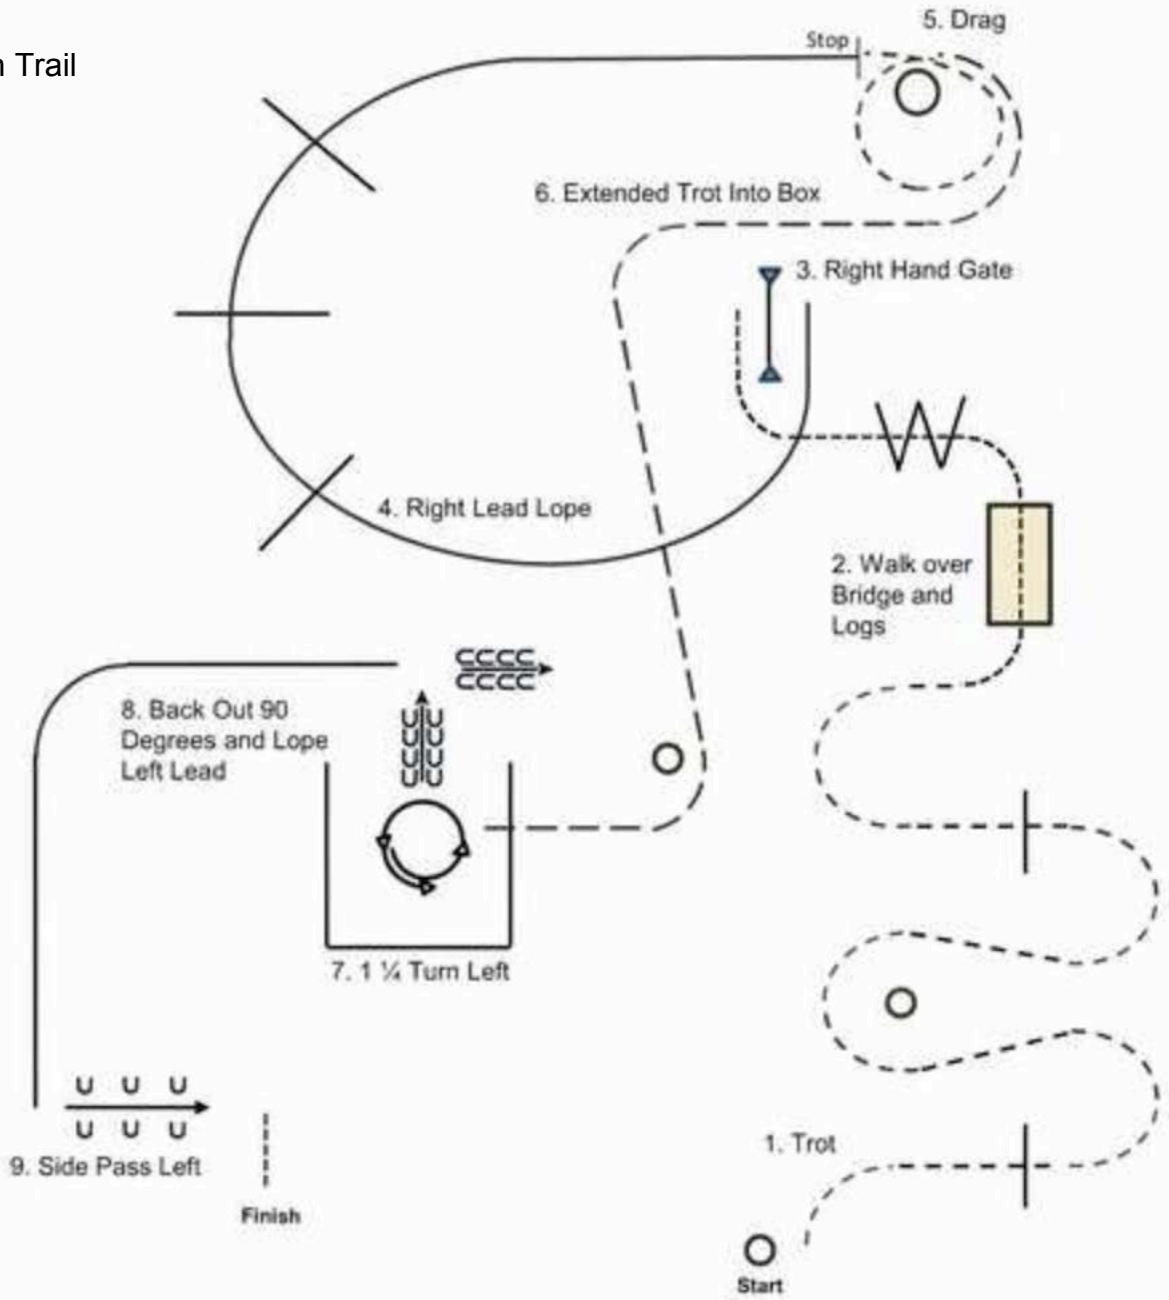 n Trail
5. Drag
Stop
6. Extended Trot Into Box
3. Right Hand Gate
4. Right Lead Lope
2. Walk over
Bridge and
Logs
8. Back Out 90
Degrees and Lope
Left Lead
7. 1 ¼ Turn Left
1. Trot
9. Side Pass Left
Finish
Start